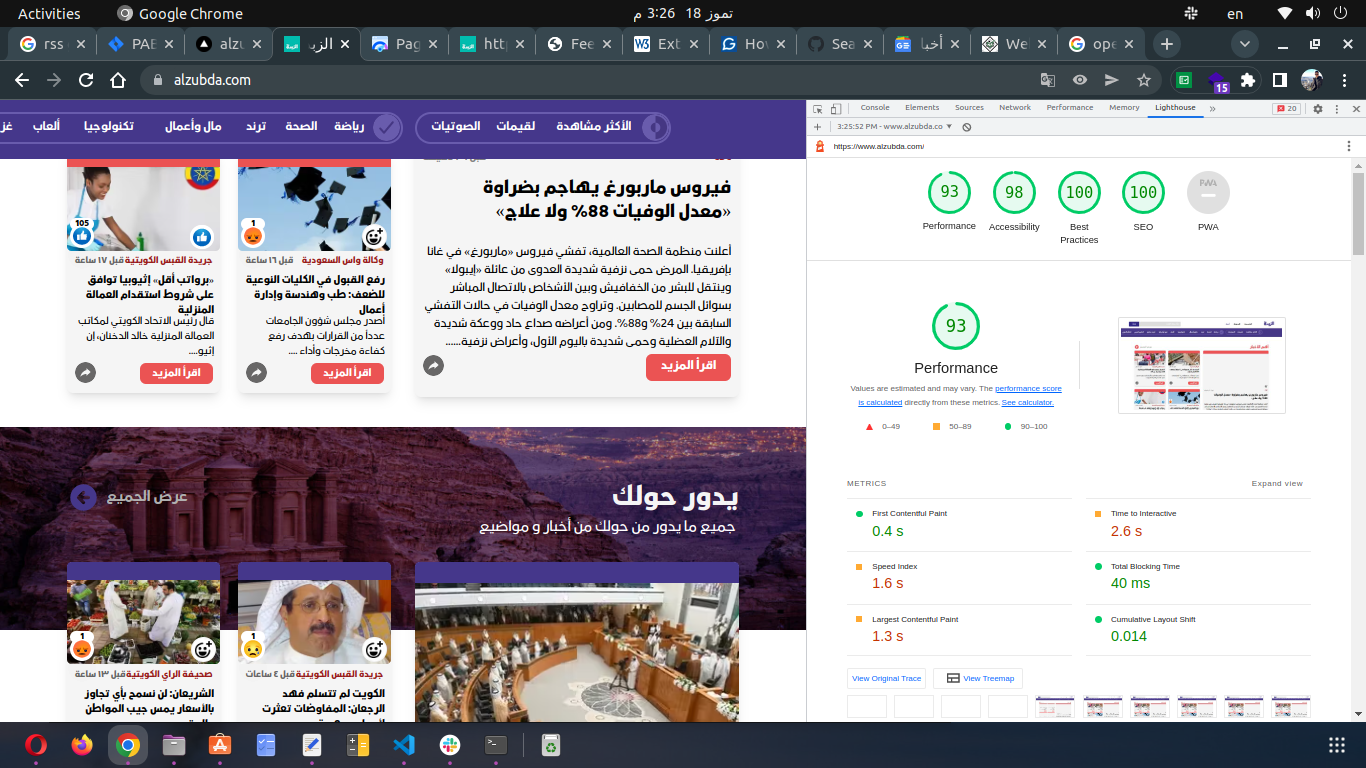 Activities
Google Chrome
تموز 18 3:26 م
en
rss
PAE
alzu
الزب
Pag
htt
Fee
Ext
Hov
Sea
أخبا
We
ope
alzubda.com
15
الأكثر مشاهدة
لقيمات
الصوتيات
رياضة
الصحة
ترند
مال وأعمال
تكنولوجيا
ألعاب
105
1
جريدة القبس الكويتية
قبل ١٧ ساعة
وكالة واس السعودية
قبل ١٦ ساعة
«برواتب أقل» إثيوبيا توافق
على شروط استقدام العمالة
المنزلية
قال رئيس الاتحاد الكويتي لمكاتب
العمالة المنزلية خالد الدخنان، إن
إثيو....
اقرأ المزيد
رفع القبول في الكليات النوعية
للضعف: طب وهندسة وإدارة
أعمال
أصدر مجلس شؤون الجامعات
عدداً من القرارات بهدف رفع
كفاءة مخرجات وأداء ....
اقرأ المزيد
فيروس ماربورغ يهاجم بضراوة
«معدل الوفيات 88% ولا علاج»
أعلنت منظمة الصحة العالمية، تفشي فيروس «ماربورغ» في غانا
بإفريقيا. المرض حمى نزفية شديدة العدوى من عائلة «إيبولا»
وينتقل للبشر من الخفافيش وبين الأشخاص بالاتصال المباشر
بسوائل الجسم للمصابين. وتراوح معدل الوفيات في حالات التفشي
السابقة بين 24% و88%. ومن أعراضه صداع حاد ووعكة شديدة
والآلام العضلية وحمى شديدة باليوم الأول، وأعراض نزفية......
اقرأ المزيد
يدور حولك
جميع ما يدور من حولك من أخبار و مواضيع
عرض الجميع
1
1
صحيفة الراي الكويتية
قبل ١٣ ساعة
جريدة القبس الكويتية
قبل ٤ ساعات
الشريعان: لن نسمح بأي تجاوز
بالأسعار يمس جيب المواطن
الكويت لم تتسلم فهد
الرجعان: المفاوضات تعثرت
Console
Elements
Sources
Network
Performance
Memory
Lighthouse
»
20
3:25:52 PM - www.alzubda.co
https://www.alzubda.com/
93
98
100
100
PWA
Performance
Accessibility
Best
Practices
SEO
PWA
93
Performance
Values are estimated and may vary. The performance score
is calculated directly from these metrics. See calculator.
0–49
50–89
90–100
METRICS
Expand view
First Contentful Paint
0.4 s
Time to Interactive
2.6 s
Speed Index
1.6 s
Total Blocking Time
40 ms
Largest Contentful Paint
1.3 s
Cumulative Layout Shift
0.014
View Original Trace
View Treemap